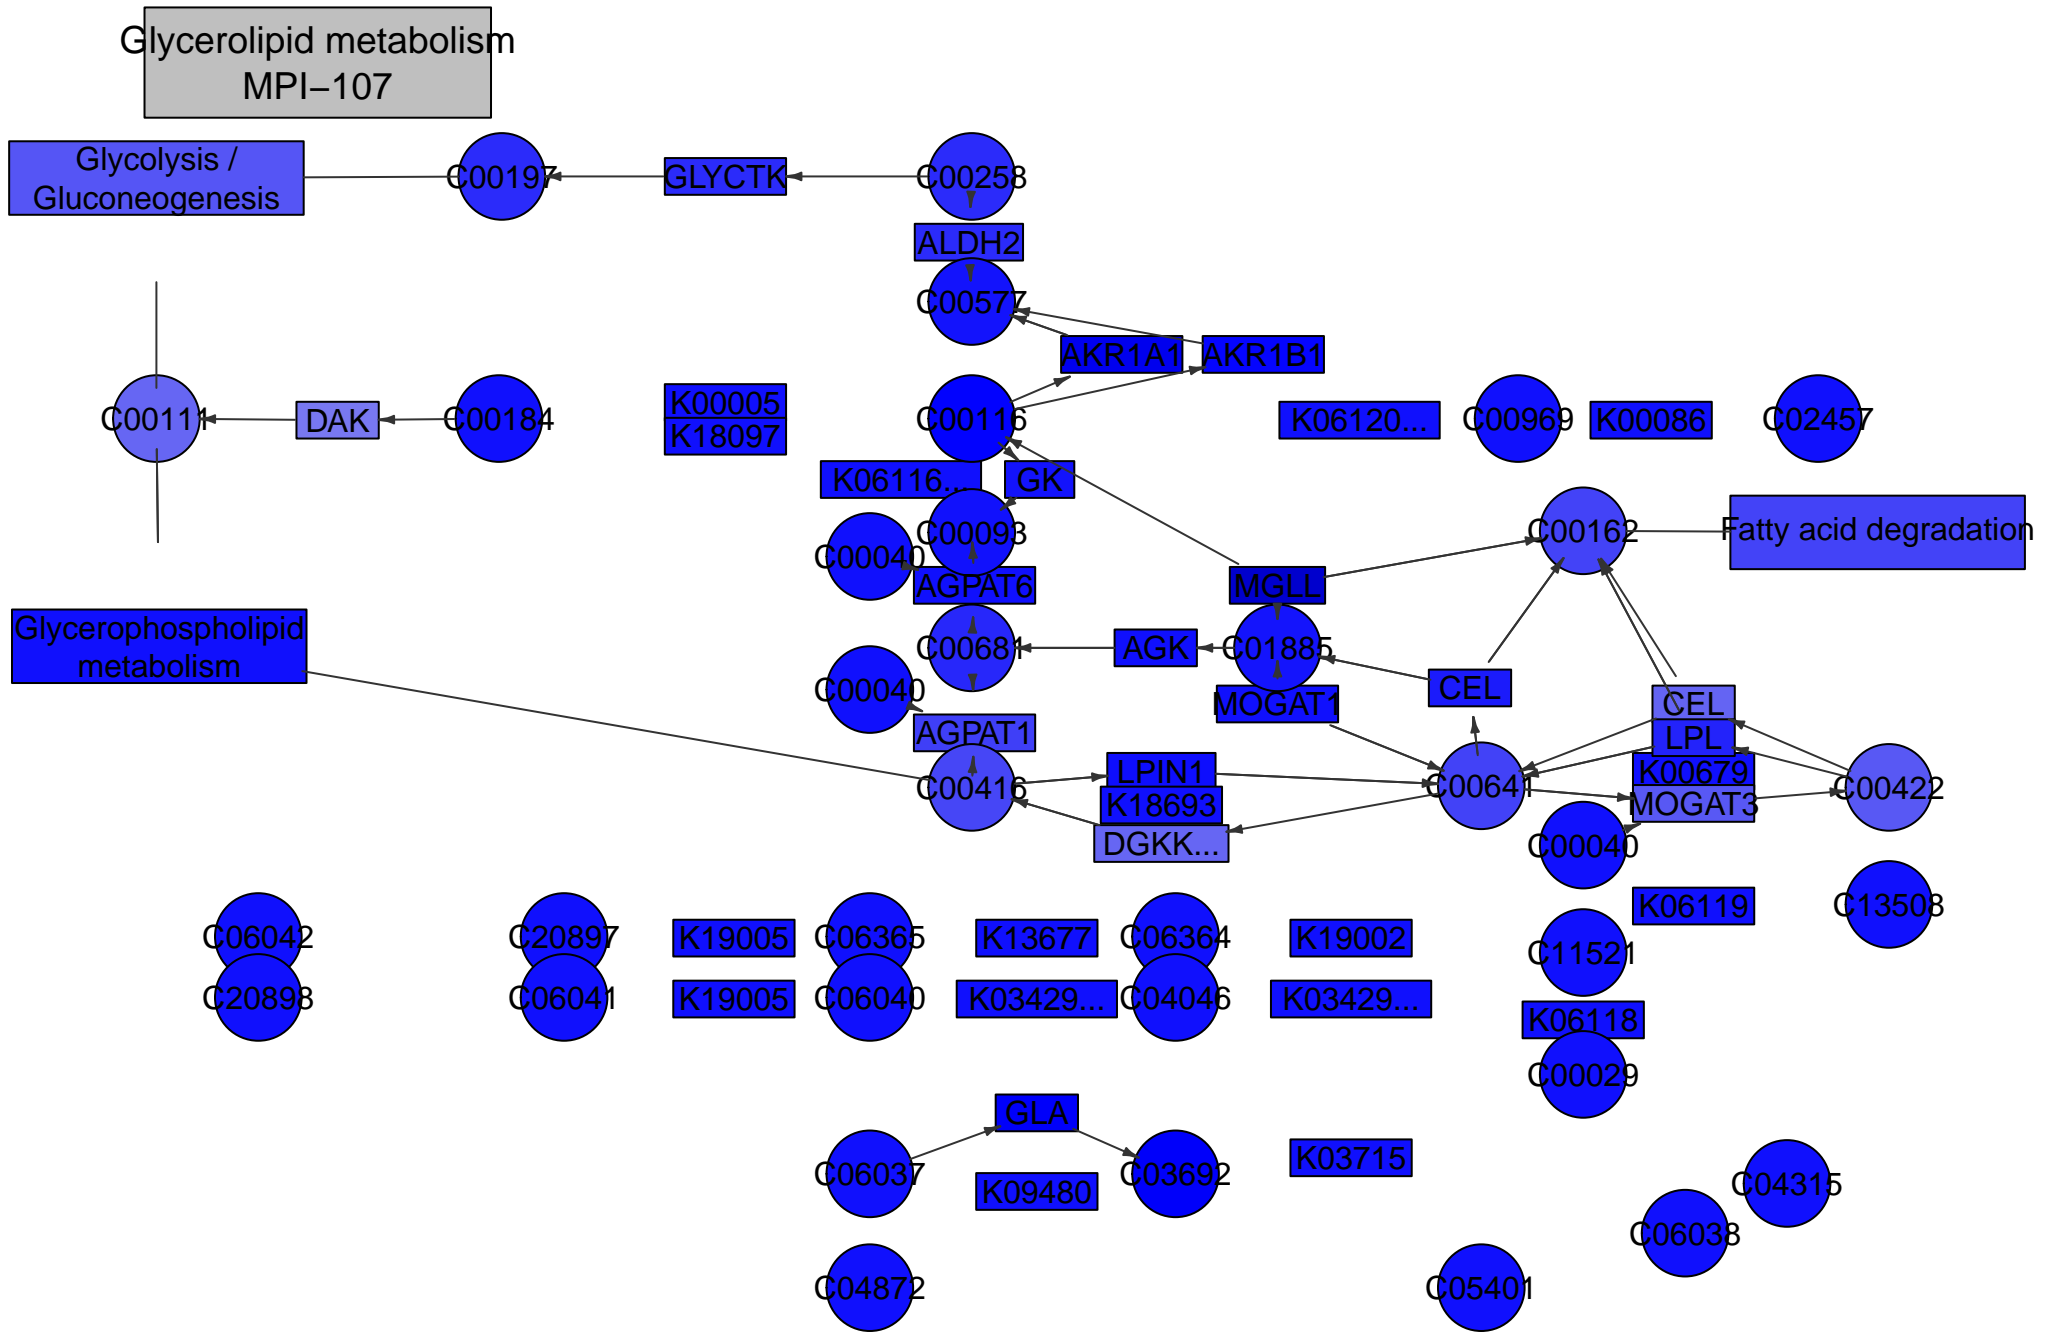 Glycerolipid metabolism
MPI−107
Glycolysis /
Gluconeogenesis
C00197
GLYCTK
C00258
ALDH2
C00577
AKR1A1
AKR1B1
C00111
DAK
C00184
K00005
K18097
C00116
K06120...
C00969
K00086
C02457
K06116...
GK
C00093
C00040
AGPAT6
MGLL
C00162
Fatty acid degradation
Glycerophospholipid
metabolism
C00681
AGK
C01885
C00040
MOGAT1
CEL
CEL
AGPAT1
LPL
C00416
LPIN1
K18693
DGKK...
C00641
K00679
MOGAT3
C00422
C00040
K06119
C13508
C06042
C20897
K19005
C06365
K13677
C06364
K19002
C11521
C20898
C06041
K19005
C06040
K03429...
C04046
K03429...
K06118
C00029
GLA
C06037
K09480
C03692
K03715
C04315
C06038
C04872
C05401